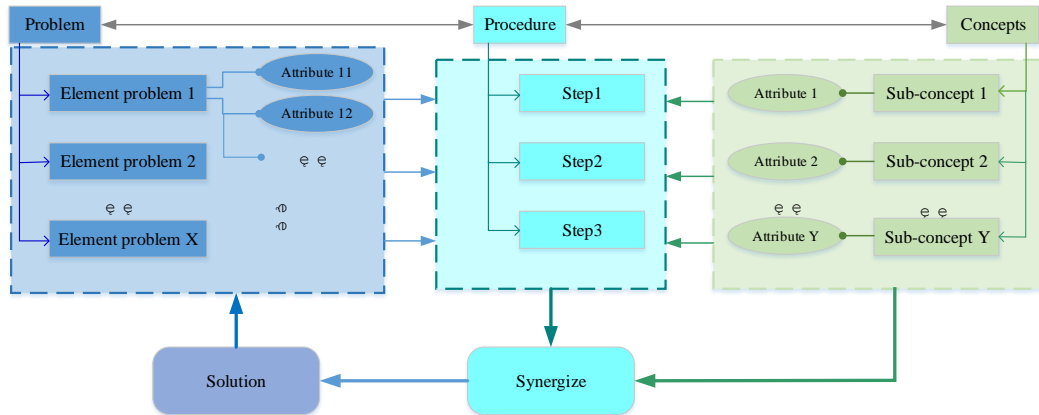 Problem
Procedure
Concepts
Element problem 1
Attribute 11
Attribute 12
Element problem 2
ę ę
ę ę
Element problem X
Step1
Step2
Step3
Attribute 1
Sub-concept 1
Attribute 2
Sub-concept 2
ę ę
ę ę
Attribute Y
Sub-concept Y
Solution
Synergize